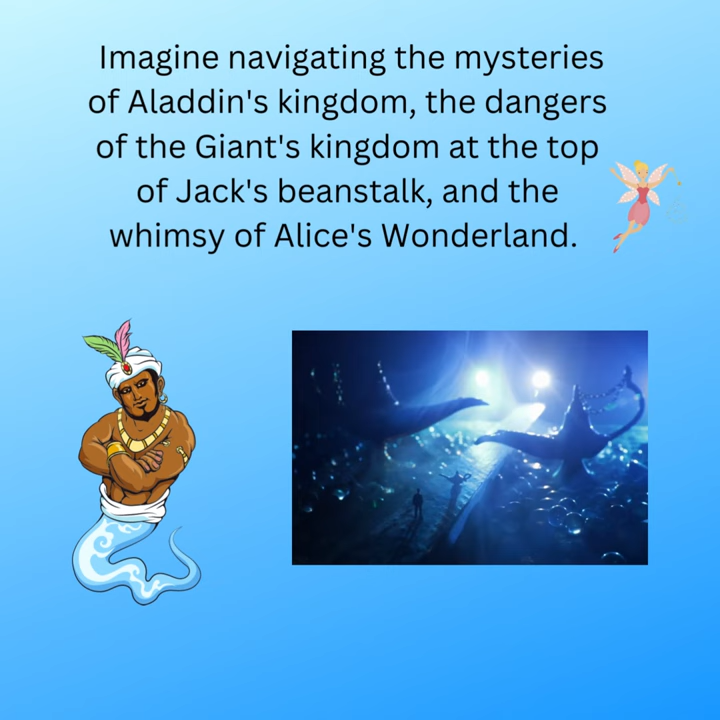 Imagine navigating the mysteries
of Aladdin's kingdom, the dangers
of the Giant's kingdom at the top
of Jack's beanstalk, and the
whimsy of Alice's Wonderland.